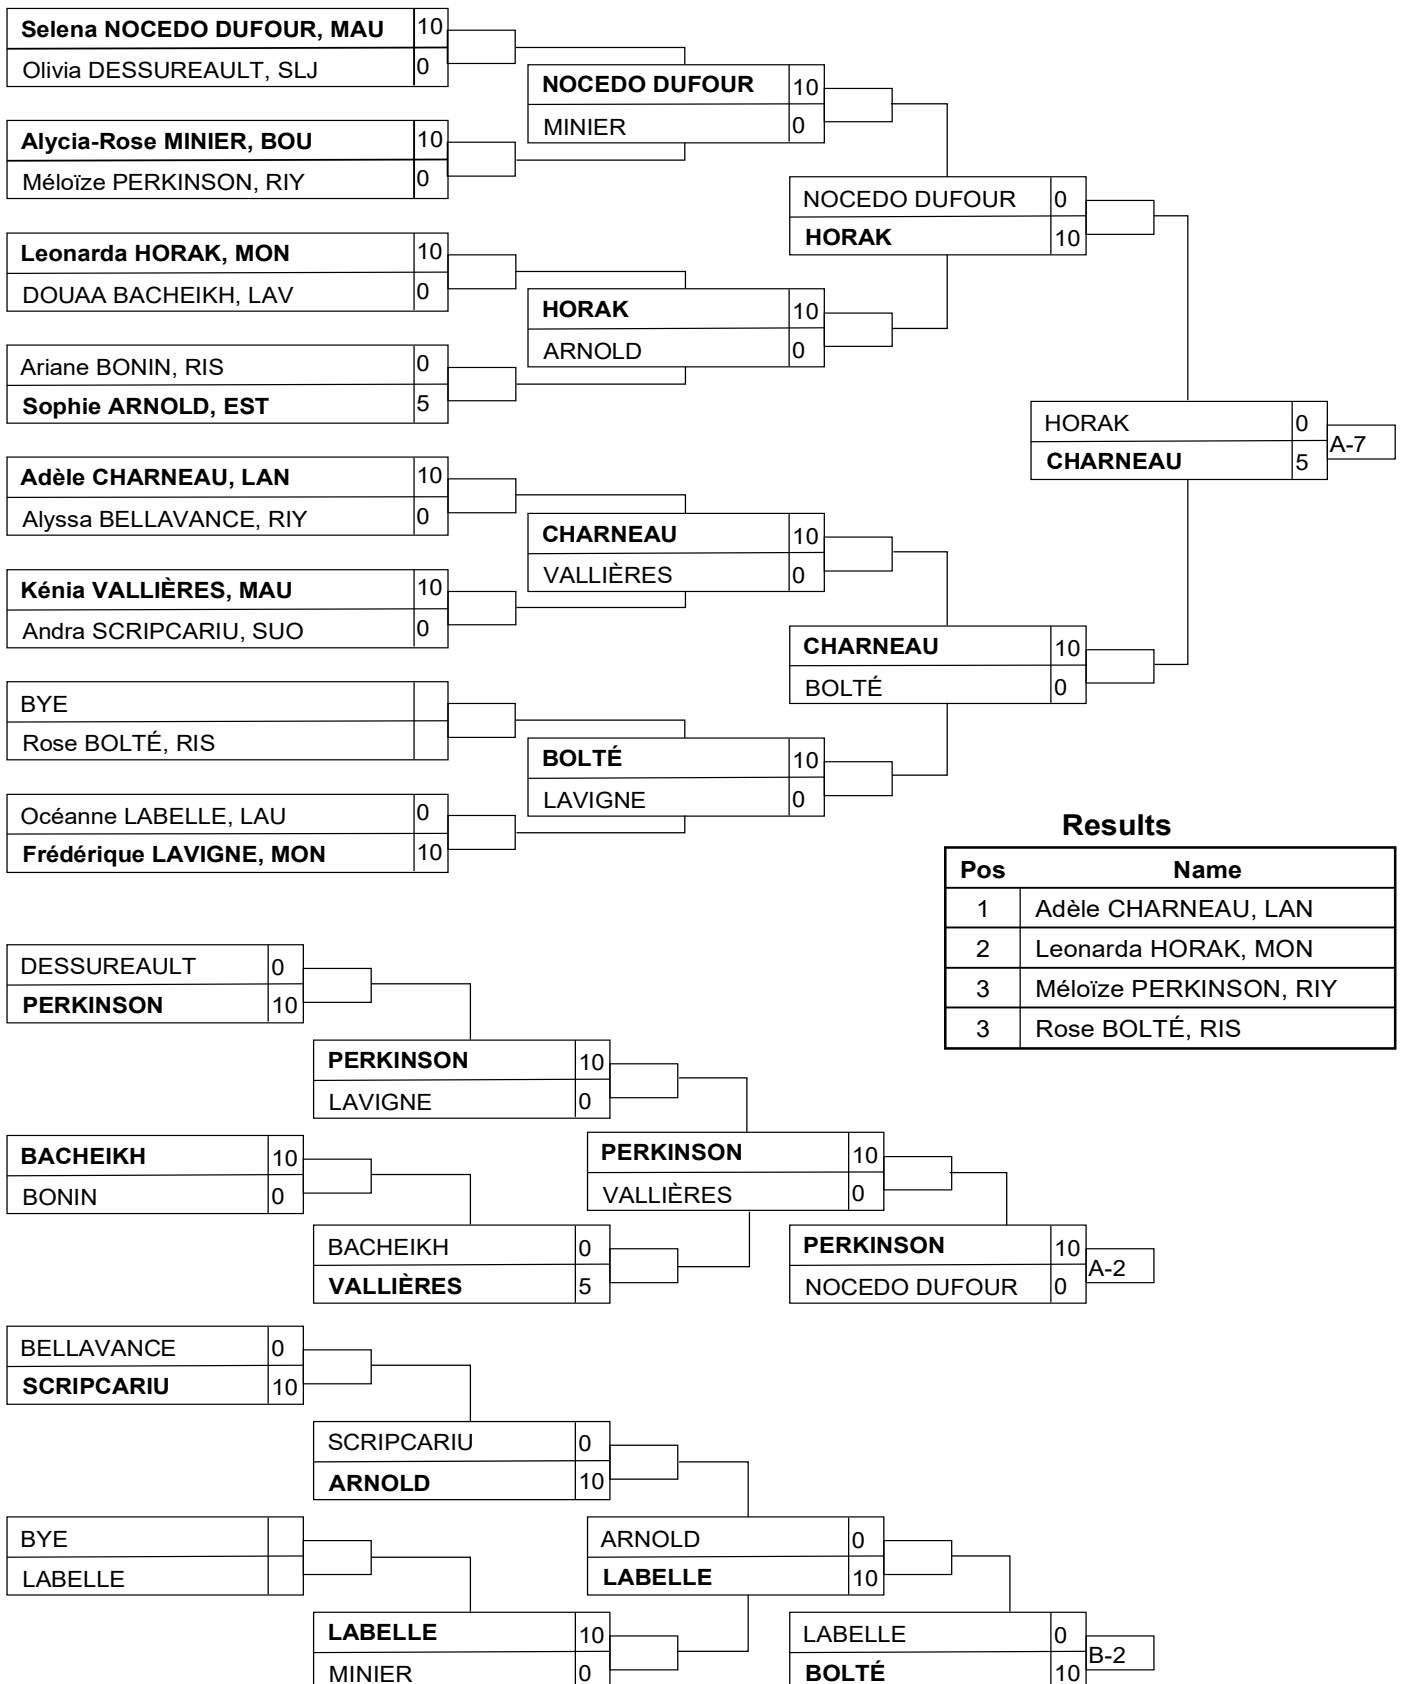 Selena NOCEDO DUFOUR, MAU 10
Olivia DESSUREAULT, SLJ 0
NOCEDO DUFOUR 10
MINIER 0
Alycia-Rose MINIER, BOU 10
Méloïze PERKINSON, RIY 0
NOCEDO DUFOUR 0
HORAK 10
Leonarda HORAK, MON 10
DOUAA BACHEIKH, LAV 0
HORAK 10
ARNOLD 0
Ariane BONIN, RIS 0
Sophie ARNOLD, EST 5
HORAK 0
CHARNEAU 5
A-7
Adèle CHARNEAU, LAN 10
Alyssa BELLAVANCE, RIY 0
CHARNEAU 10
VALLIÈRES 0
Kénia VALLIÈRES, MAU 10
Andra SCRIPCARIU, SUO 0
CHARNEAU 10
BOLTÉ 0
BYE
Rose BOLTÉ, RIS
BOLTÉ 10
LAVIGNE 0
Océanne LABELLE, LAU 0
Frédérique LAVIGNE, MON 10
Results
Pos Name
1 Adèle CHARNEAU, LAN
2 Leonarda HORAK, MON
3 Méloïze PERKINSON, RIY
3 Rose BOLTÉ, RIS
DESSUREAULT 0
PERKINSON 10
PERKINSON 10
LAVIGNE 0
BACHEIKH 10
BONIN 0
PERKINSON 10
VALLIÈRES 0
BACHEIKH 0
VALLIÈRES 5
PERKINSON 10
NOCEDO DUFOUR 0
A-2
BELLAVANCE 0
SCRIPCARIU 10
SCRIPCARIU 0
ARNOLD 10
BYE
LABELLE
ARNOLD 0
LABELLE 10
LABELLE 10
MINIER 0
LABELLE 0
BOLTÉ 10
B-2